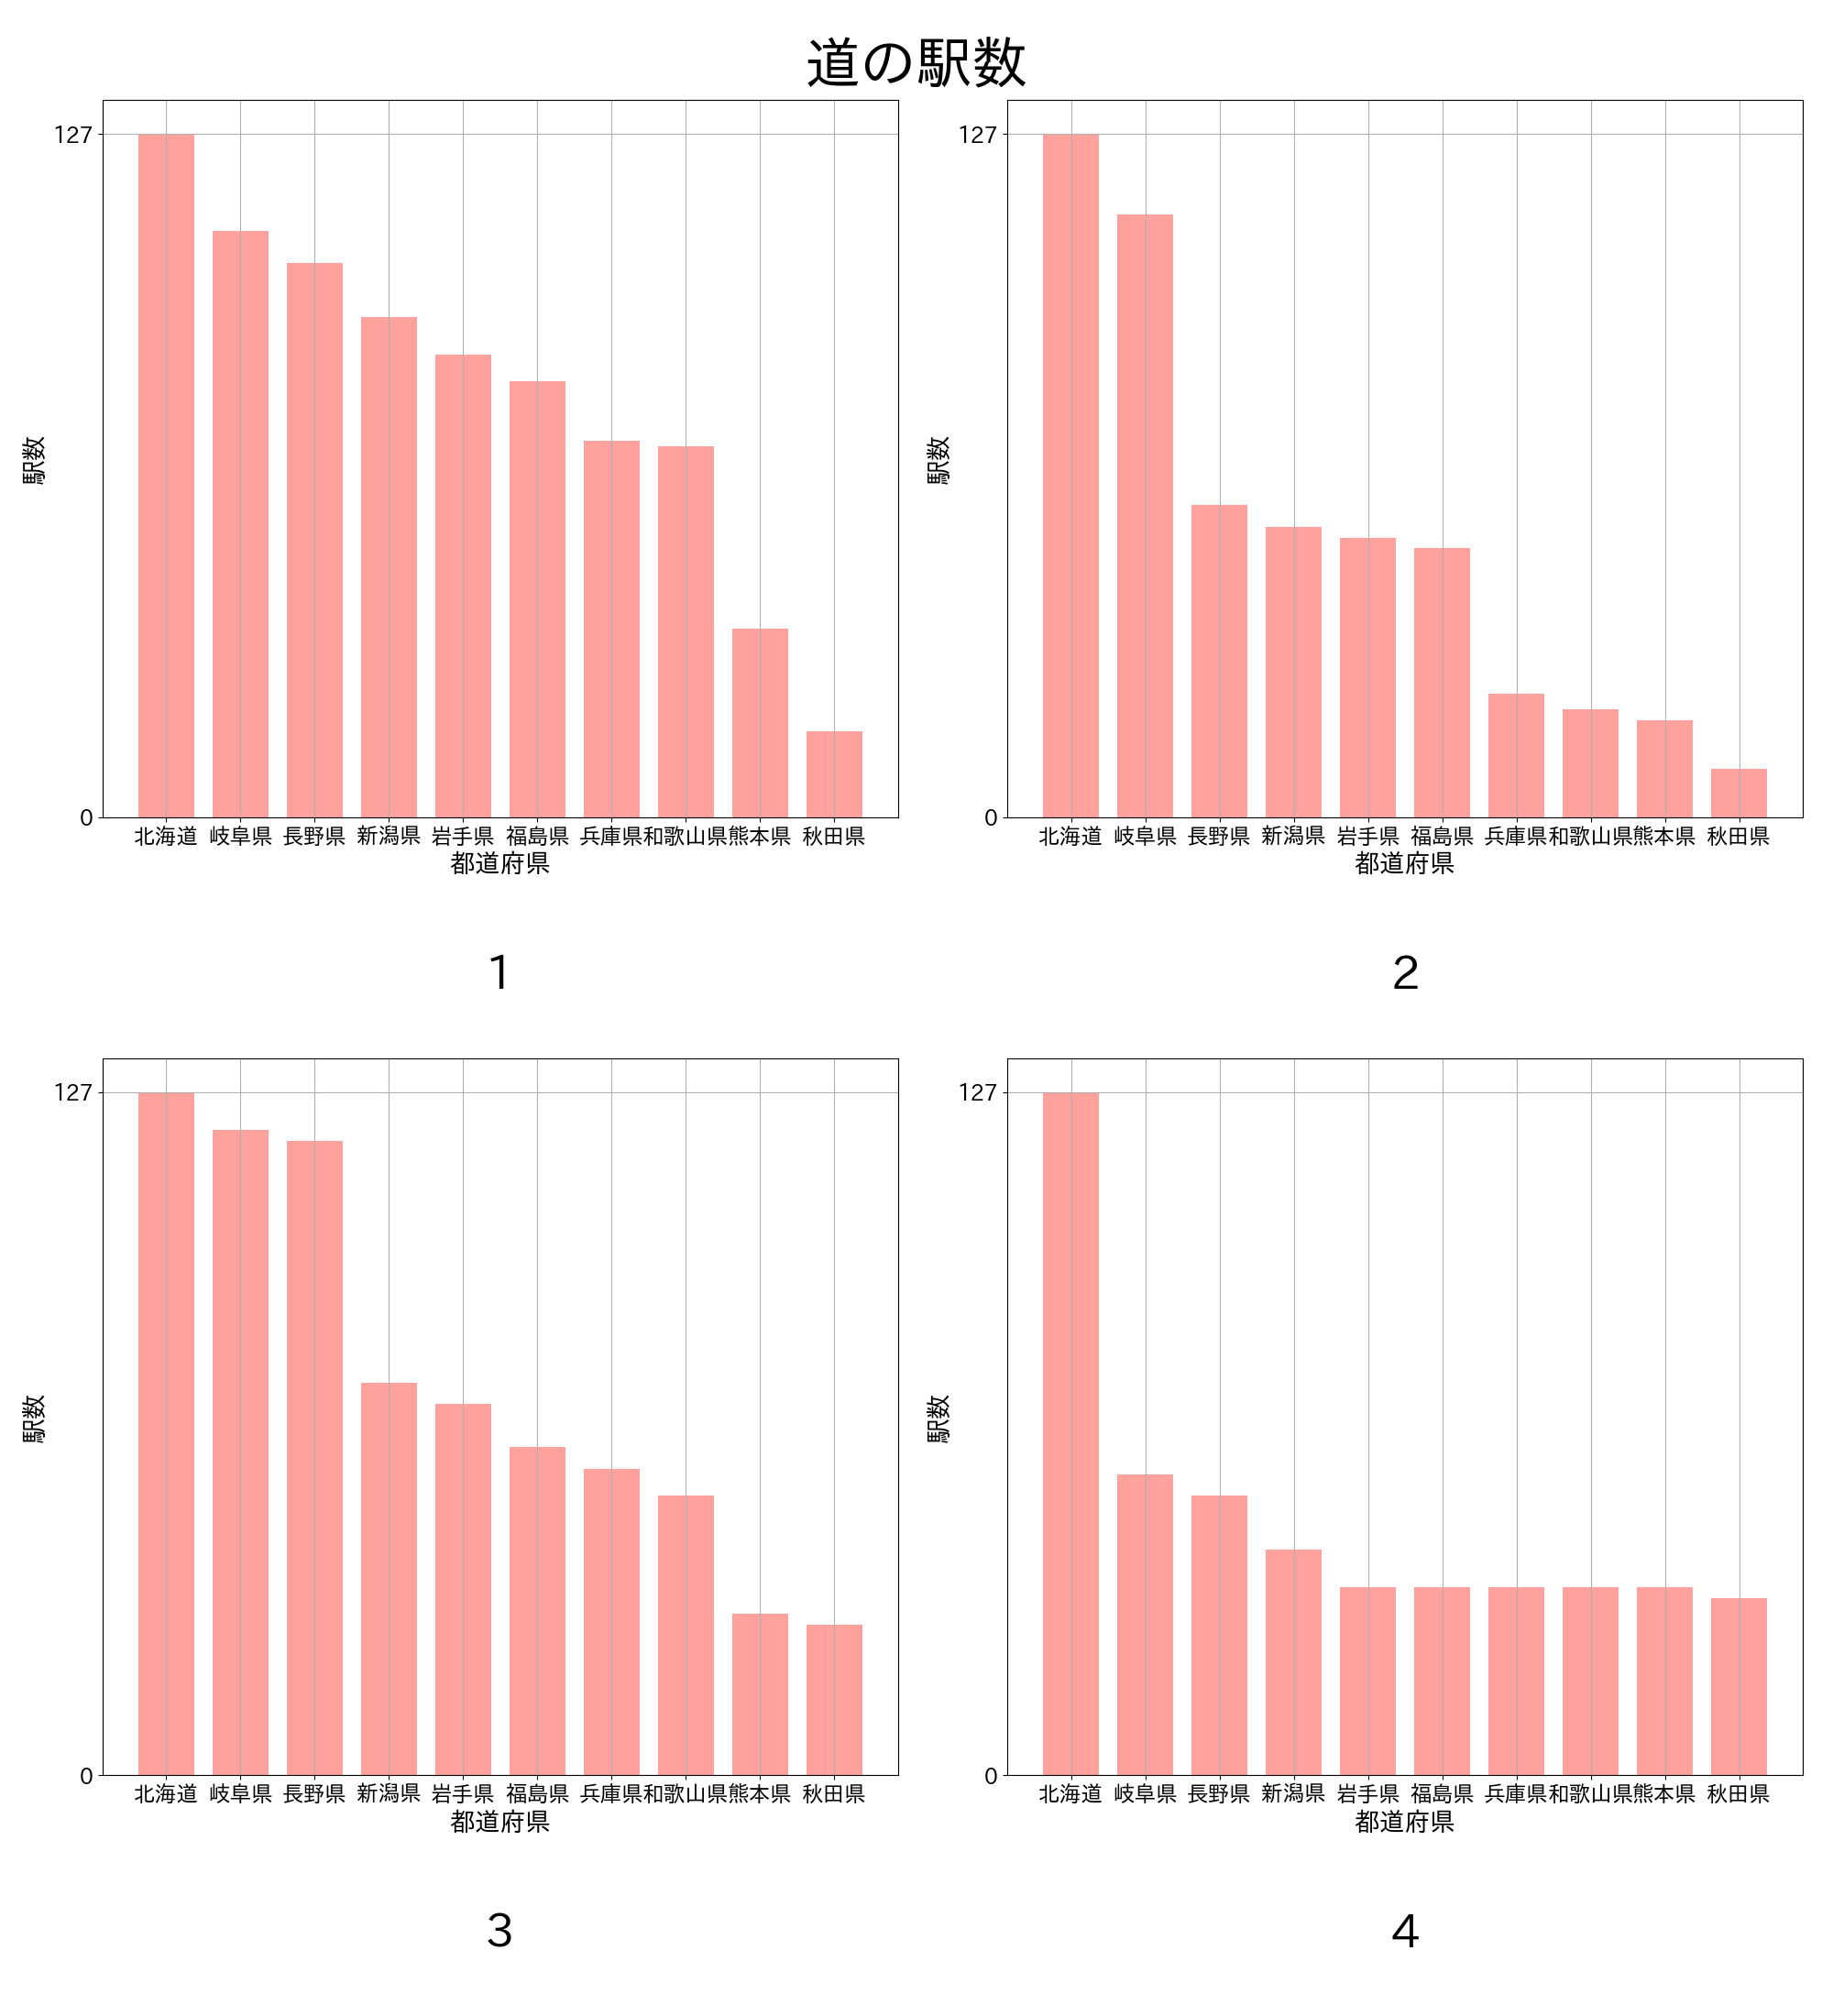 道の駅数
127
0
駅数
北海道 岐阜県 長野県 新潟県 岩手県 福島県 兵庫県 和歌山県 熊本県 秋田県
都道府県
1
127
0
駅数
北海道 岐阜県 長野県 新潟県 岩手県 福島県 兵庫県 和歌山県 熊本県 秋田県
都道府県
2
127
0
駅数
北海道 岐阜県 長野県 新潟県 岩手県 福島県 兵庫県 和歌山県 熊本県 秋田県
都道府県
3
127
0
駅数
北海道 岐阜県 長野県 新潟県 岩手県 福島県 兵庫県 和歌山県 熊本県 秋田県
都道府県
4